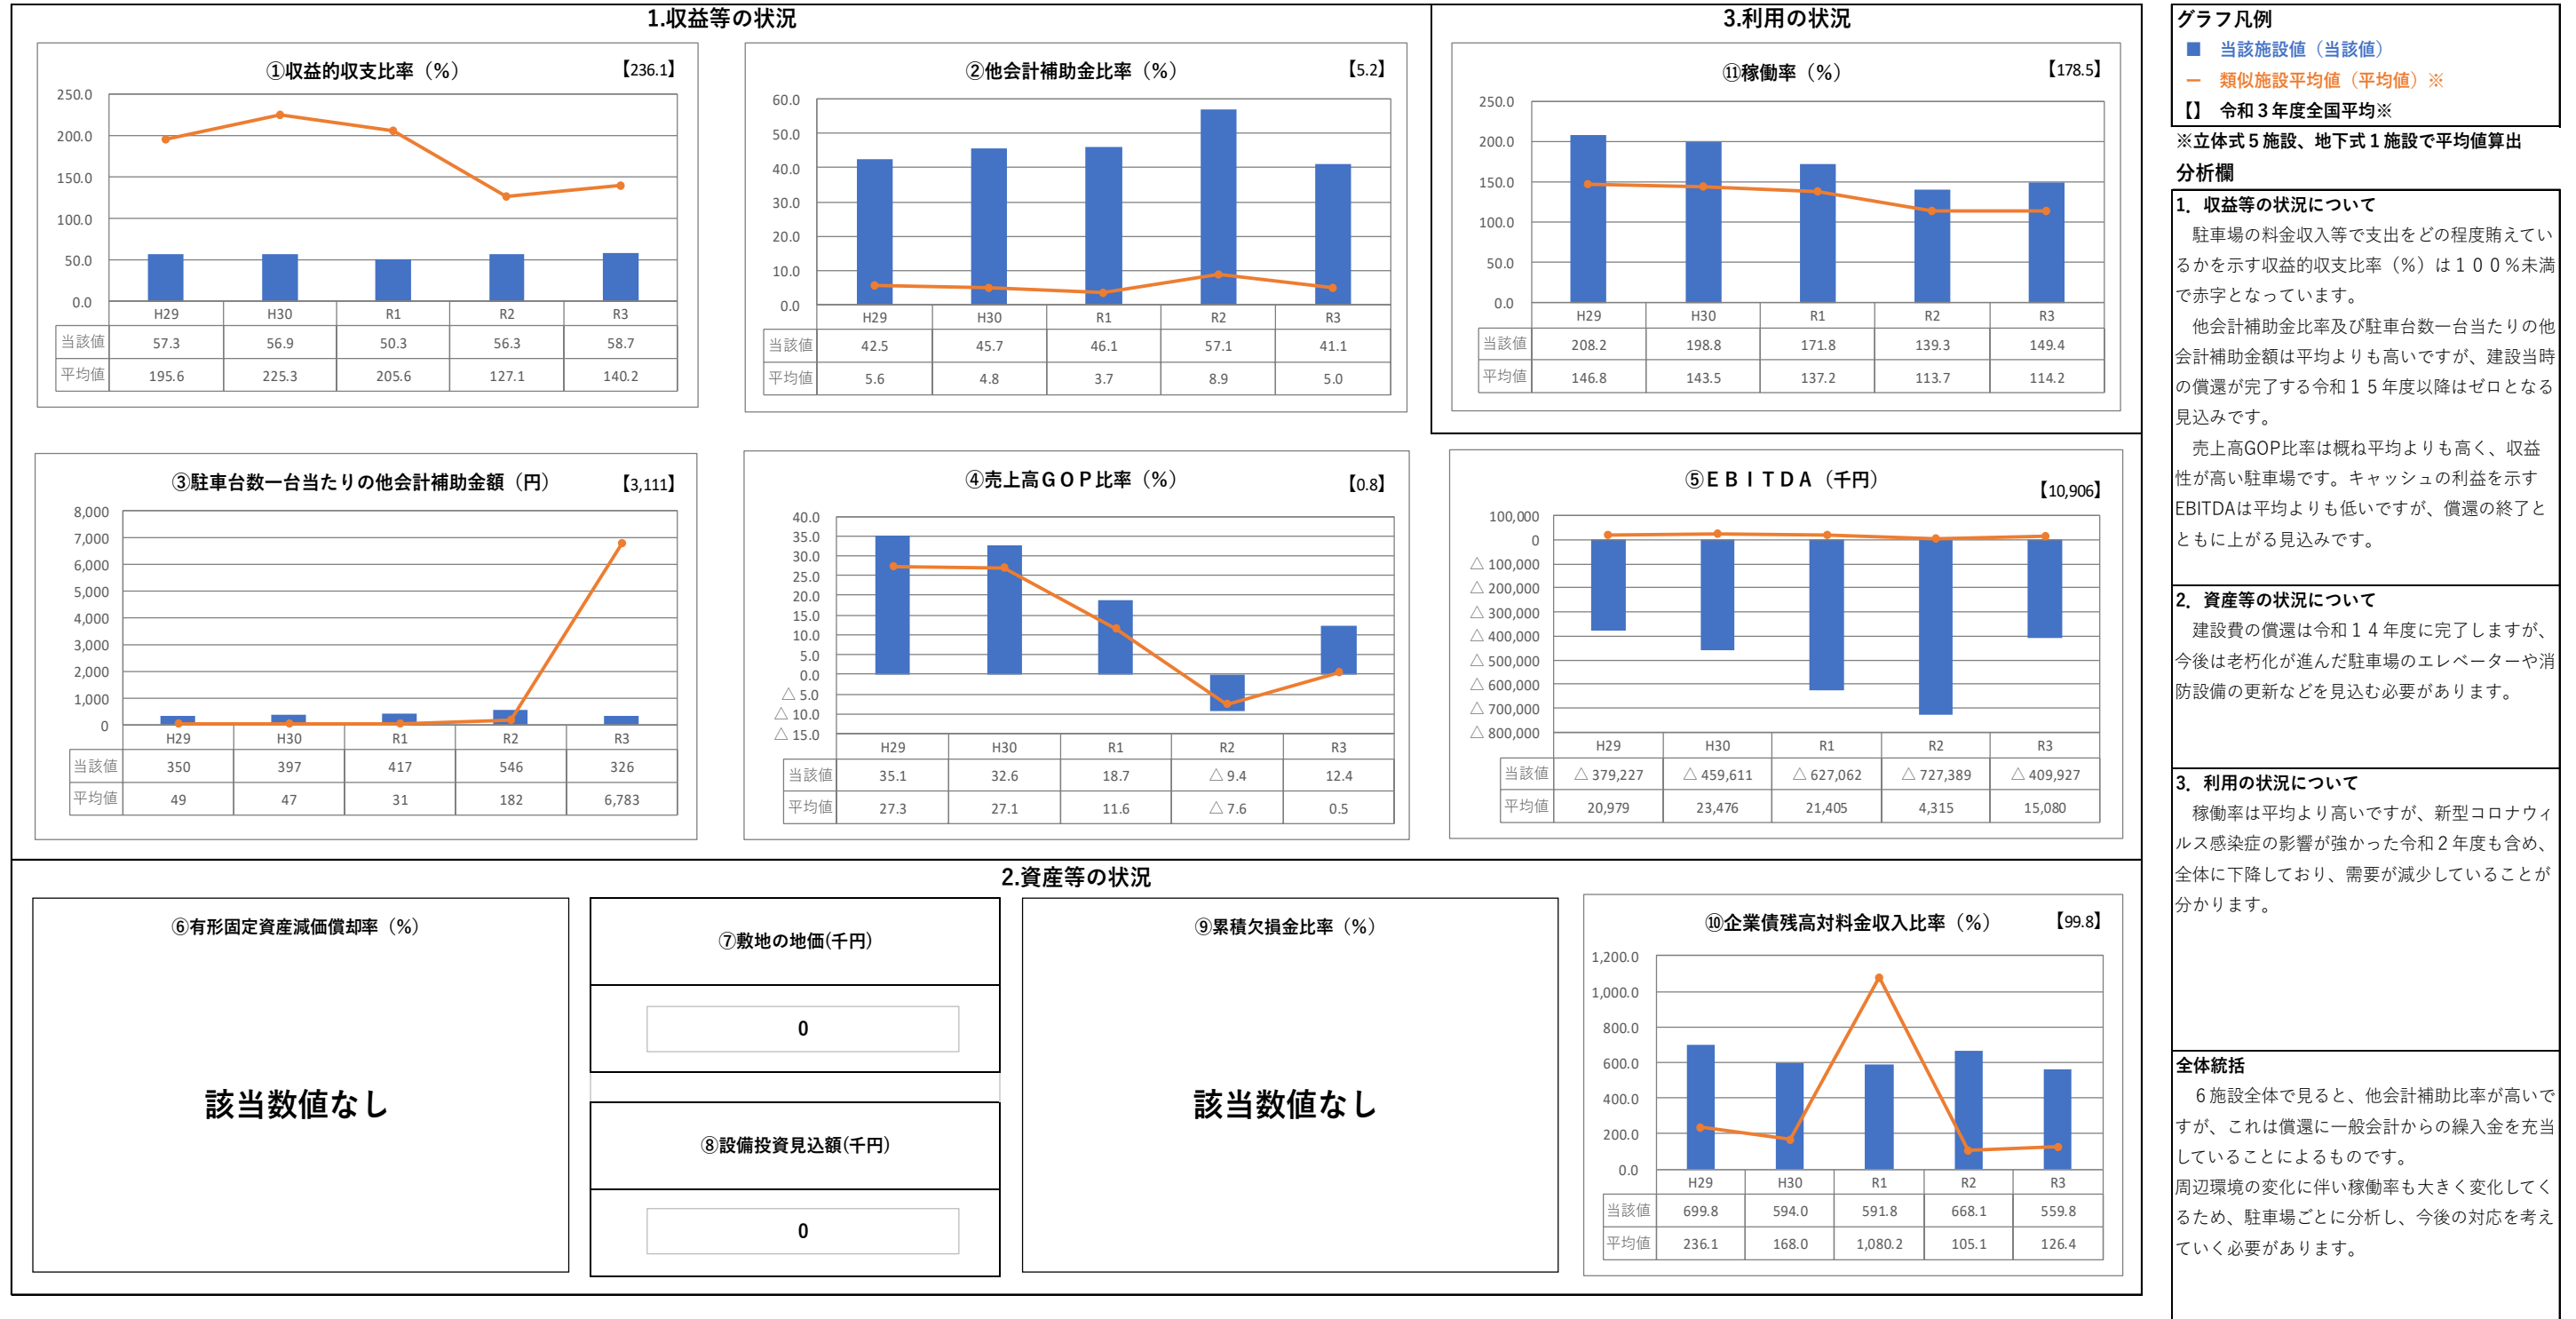 1.収益等の状況
①収益的収支比率（%）
【236.1】
250.0
200.0
150.0
100.0
50.0
0.0
H29 H30 R1 R2 R3
当該値 57.3 56.9 50.3 56.3 58.7
平均値 195.6 225.3 205.6 127.1 140.2
②他会計補助金比率（%）
【5.2】
60.0
50.0
40.0
30.0
20.0
10.0
0.0
H29 H30 R1 R2 R3
当該値 42.5 45.7 46.1 57.1 41.1
平均値 5.6 4.8 3.7 8.9 5.0
3.利用の状況
⑪稼働率（%）
【178.5】
250.0
200.0
150.0
100.0
50.0
0.0
H29 H30 R1 R2 R3
当該値 208.2 198.8 171.8 139.3 149.4
平均値 146.8 143.5 137.2 113.7 114.2
③駐車台数一台当たりの他会計補助金額（円）
【3,111】
8,000
7,000
6,000
5,000
4,000
3,000
2,000
1,000
0
H29 H30 R1 R2 R3
当該値 350 397 417 546 326
平均値 49 47 31 182 6,783
④売上高ＧＯＰ比率（%）
【0.8】
40.0
35.0
30.0
25.0
20.0
15.0
10.0
5.0
0.0
△ 5.0
△ 10.0
△ 15.0
H29 H30 R1 R2 R3
当該値 35.1 32.6 18.7 △ 9.4 12.4
平均値 27.3 27.1 11.6 △ 7.6 0.5
⑤ＥＢＩＴＤＡ（千円）
【10,906】
100,000
0
△ 100,000
△ 200,000
△ 300,000
△ 400,000
△ 500,000
△ 600,000
△ 700,000
△ 800,000
H29 H30 R1 R2 R3
当該値 △ 379,227 △ 459,611 △ 627,062 △ 727,389 △ 409,927
平均値 20,979 23,476 21,405 4,315 15,080
2.資産等の状況
⑥有形固定資産減価償却率（%）
該当数値なし
⑦敷地の地価(千円)
0
⑧設備投資見込額(千円)
0
⑨累積欠損金比率（%）
該当数値なし
⑩企業債残高対料金収入比率（%）
【99.8】
1,200.0
1,000.0
800.0
600.0
400.0
200.0
0.0
H29 H30 R1 R2 R3
当該値 699.8 594.0 591.8 668.1 559.8
平均値 236.1 168.0 1,080.2 105.1 126.4
グラフ凡例
■ 当該施設値（当該値）
ー 類似施設平均値（平均値）※
【】 令和３年度全国平均※
※立体式５施設、地下式１施設で平均値算出
分析欄
1．収益等の状況について
駐車場の料金収入等で支出をどの程度賄えてい
るかを示す収益的収支比率（%）は１００%未満
で赤字となっています。
他会計補助金比率及び駐車台数一台当たりの他
会計補助金額は平均よりも高いですが、建設当時
の償還が完了する令和１５年度以降はゼロとなる
見込みです。
売上高GOP比率は概ね平均よりも高く、収益
性が高い駐車場です。キャッシュの利益を示す
EBITDAは平均よりも低いですが、償還の終了と
ともに上がる見込みです。
2．資産等の状況について
建設費の償還は令和１４年度に完了しますが、
今後は老朽化が進んだ駐車場のエレベーターや消
防設備の更新などを見込む必要があります。
3．利用の状況について
稼働率は平均より高いですが、新型コロナウィ
ルス感染症の影響が強かった令和２年度も含め、
全体に下降しており、需要が減少していることが
分かります。
全体統括
６施設全体で見ると、他会計補助比率が高いで
すが、これは償還に一般会計からの繰入金を充当
していることによるものです。
周辺環境の変化に伴い稼働率も大きく変化してく
るため、駐車場ごとに分析し、今後の対応を考え
ていく必要があります。